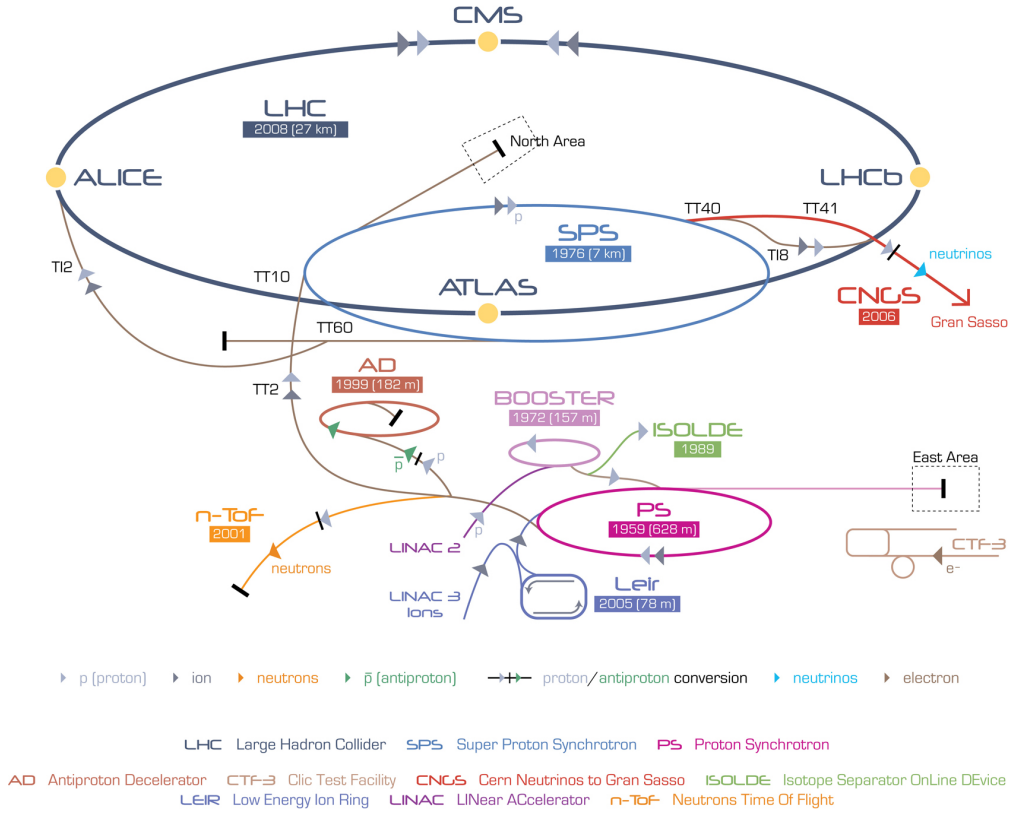 CMS
LHC
2008 (27 km)
North Area
ALICE
LHCb
TT40
TT41
p
SPS
1976 (7 km)
TI8
neutrinos
TI2
TT10
ATLAS
CNGS
2006
Gran Sasso
TT60
AD
1999 (182 m)
TT2
BOOSTER
1972 (157 m)
ISOLDE
1989
p̅
p
East Area
n-ToF
2001
PS
1959 (628 m)
p
LINAC 2
neutrons
CTF-3
e-
LINAC 3
Ions
Leir
2005 (78 m)
p (proton) ion neutrons p̅ (antiproton) proton/antiproton conversion neutrinos electron
LHC Large Hadron Collider SPS Super Proton Synchrotron PS Proton Synchrotron
AD Antiproton Decelerator CTF-3 Clic Test Facility CNGS Cern Neutrinos to Gran Sasso ISOLDE Isotope Separator OnLine DEvice
LEIR Low Energy Ion Ring LINAC LINear ACcelerator n-ToF Neutrons Time Of Flight